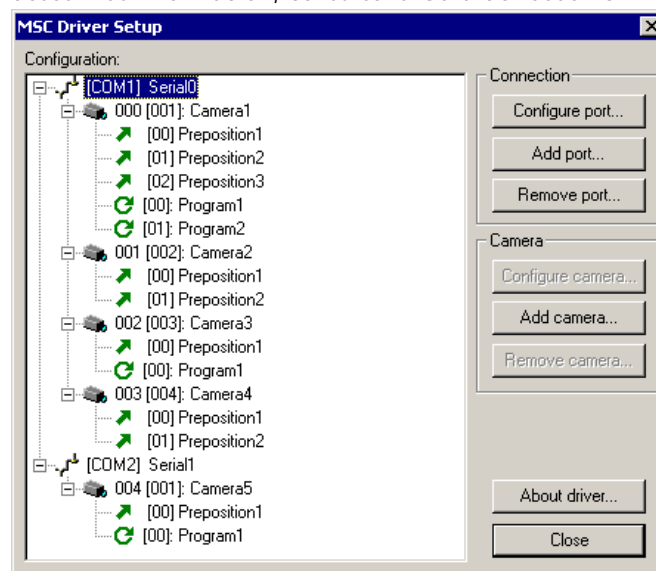 MSC Driver Setup
Configuration:
[COM1] Serial0
000 [001]: Camera1
[00] Preposition1
[01] Preposition2
[02] Preposition3
[00]: Program1
[01]: Program2
001 [002]: Camera2
[00] Preposition1
[01] Preposition2
002 [003]: Camera3
[00] Preposition1
[00]: Program1
003 [004]: Camera4
[00] Preposition1
[01] Preposition2
[COM2] Serial1
004 [001]: Camera5
[00] Preposition1
[00]: Program1
Connection
Configure port...
Add port...
Remove port...
Camera
Configure camera...
Add camera...
Remove camera...
About driver...
Close